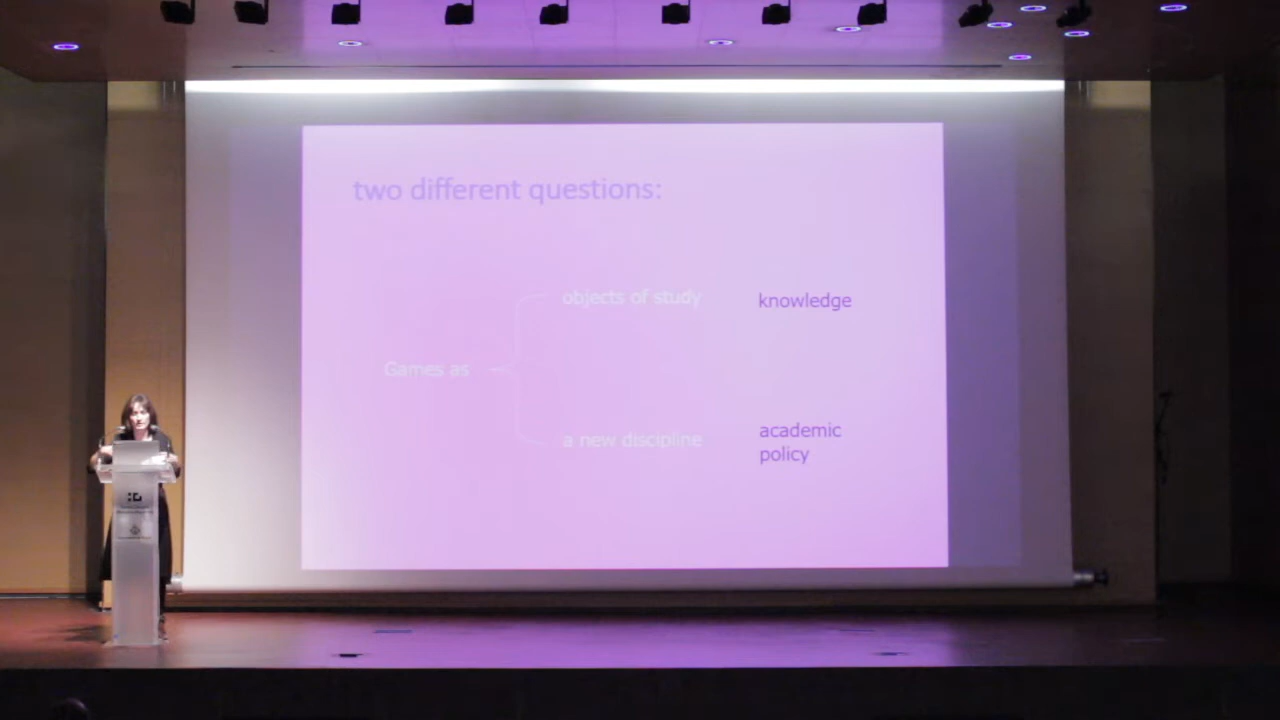 two different questions:
objects of study
knowledge
Games as
a new discipline
academic
policy